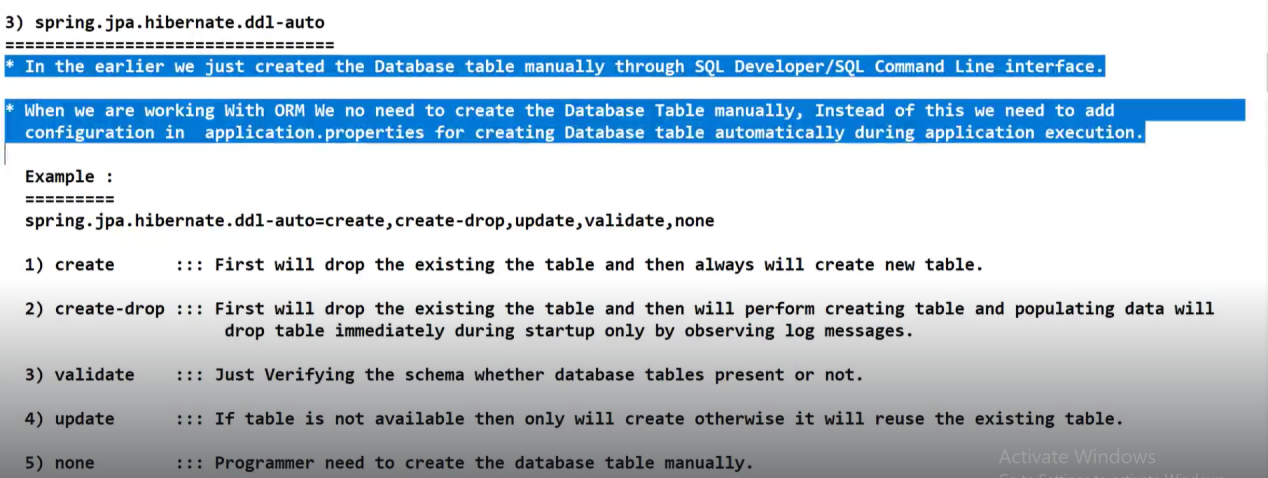 3) spring.jpa.hibernate.ddl-auto
=================================
* In the earlier we just created the Database table manually through SQL Developer/SQL Command Line interface.
* When we are working With ORM We no need to create the Database Table manually, Instead of this we need to add
configuration in  application.properties for creating Database table automatically during application execution.
Example :
=========
spring.jpa.hibernate.ddl-auto=create,create-drop,update,validate,none
1) create      ::: First will drop the existing the table and then always will create new table.
2) create-drop ::: First will drop the existing the table and then will perform creating table and populating data will
drop table immediately during startup only by observing log messages.
3) validate    ::: Just Verifying the schema whether database tables present or not.
4) update      ::: If table is not available then only will create otherwise it will reuse the existing table.
5) none        ::: Programmer need to create the database table manually.
Activate Windows
Go to Settings to activate Windows